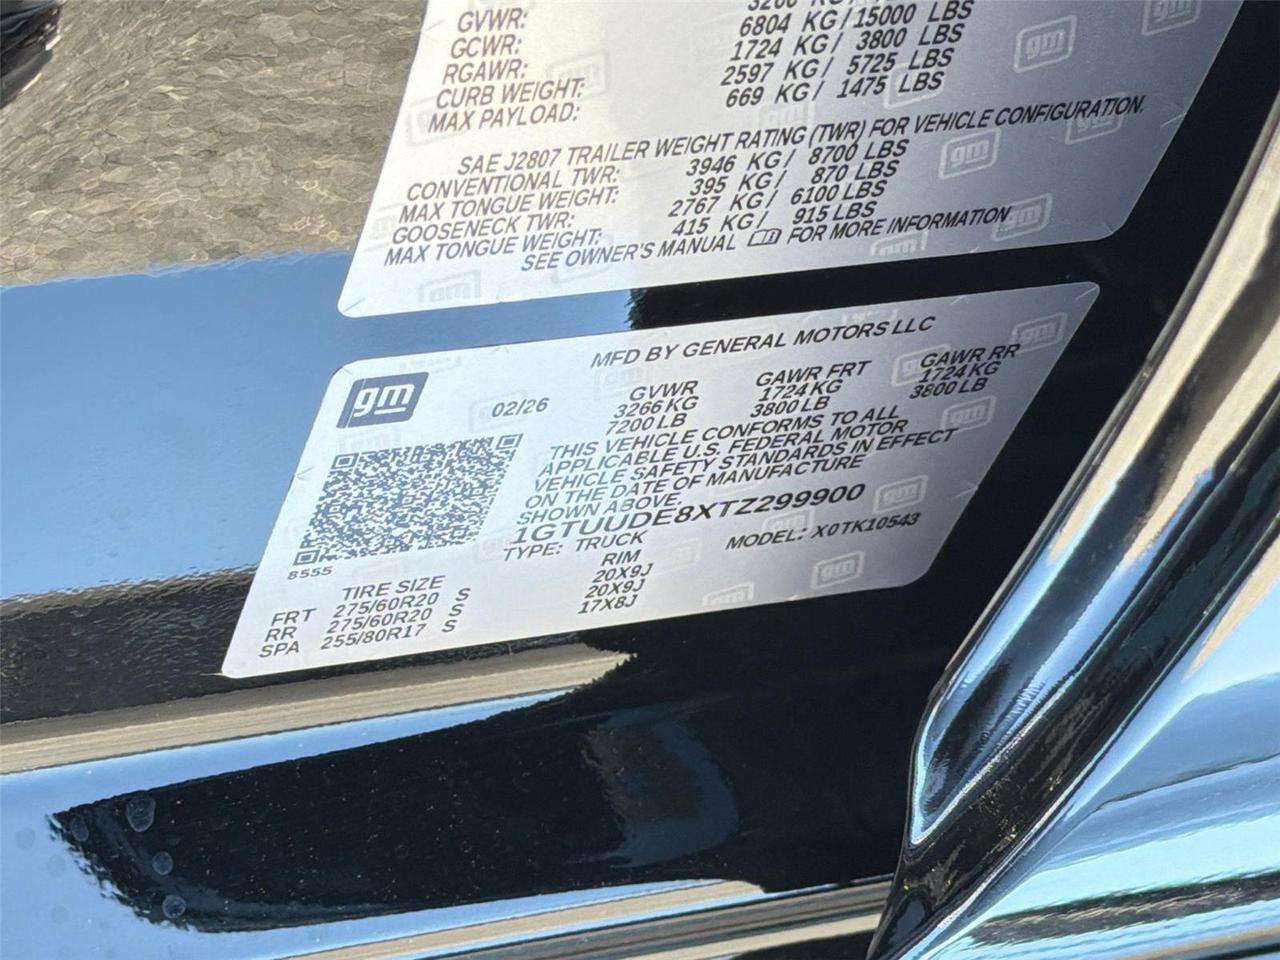 GVWR: 3266 KG/
GCWR: 6804 KG/15000 LBS
RGAWR: 1724 KG/ 3800 LBS
CURB WEIGHT: 2597 KG/ 5725 LBS
MAX PAYLOAD: 669 KG/ 1475 LBS
SAE J2807 TRAILER WEIGHT RATING (TWR) FOR VEHICLE CONFIGURATION.
CONVENTIONAL TWR: 3946 KG/ 8700 LBS
MAX TONGUE WEIGHT: 395 KG/ 870 LBS
GOOSENECK TWR: 2767 KG/ 6100 LBS
MAX TONGUE WEIGHT: 415 KG/ 915 LBS
SEE OWNER'S MANUAL FOR MORE INFORMATION
MFD BY GENERAL MOTORS LLC
gm 02/26 GVWR GAWR FRT GAWR RR
3266 KG 1724 KG 1724 KG
7200 LB 3800 LB 3800 LB
THIS VEHICLE CONFORMS TO ALL
APPLICABLE U.S. FEDERAL MOTOR
VEHICLE SAFETY STANDARDS IN EFFECT
ON THE DATE OF MANUFACTURE
SHOWN ABOVE.
1GTUUDE8XTZ299900
TYPE: TRUCK MODEL: X0TK10543
8555
TIRE SIZE RIM
FRT 275/60R20 S 20X9J
RR 275/60R20 S 20X9J
SPA 255/80R17 S 17X8J